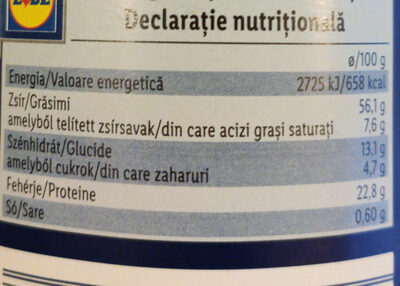 LIDL
Declarație nutrițională
ø/100 g
Energia/Valoare energetică 2725 kJ/658 kcal
Zsír/Grăsimi 56,1 g
amelyből telített zsírsavak/din care acizi grași saturați 7,6 g
Szénhidrát/Glucide 13,1 g
amelyből cukrok/din care zaharuri 4,7 g
Fehérje/Proteine 22,8 g
Só/Sare 0,60 g